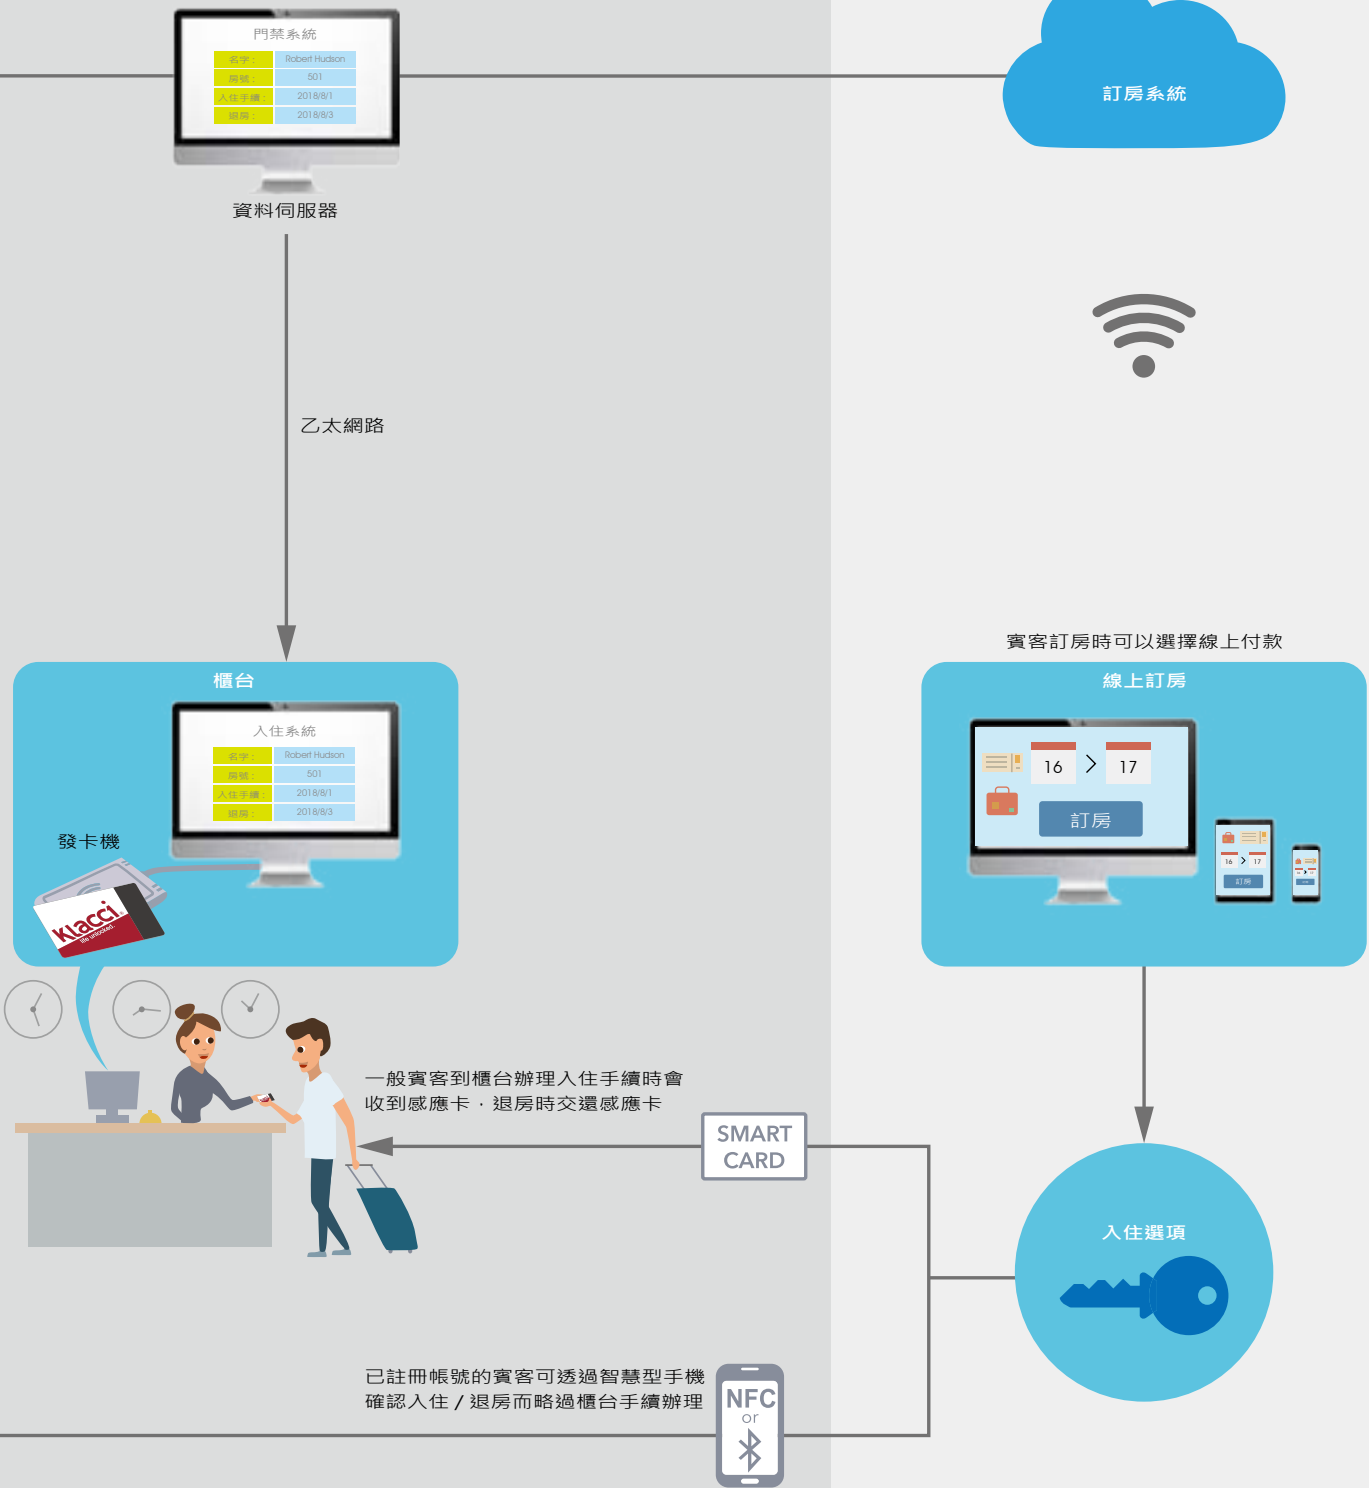 門禁系統
名字 : Robert Hudson
房號 : 501
入住手續 : 2018/8/1
退房 : 2018/8/3
資料伺服器
訂房系統
乙太網路
賓客訂房時可以選擇線上付款
櫃台
入住系統
名字 : Robert Hudson
房號 : 501
入住手續 : 2018/8/1
退房 : 2018/8/3
發卡機
Klacci
life unlocked.
線上訂房
16 > 17
訂房
16 > 17
訂房
一般賓客到櫃台辦理入住手續時會
收到感應卡．退房時交還感應卡
SMART
CARD
入住選項
已註冊帳號的賓客可透過智慧型手機
確認入住 / 退房而略過櫃台手續辦理
NFC
or